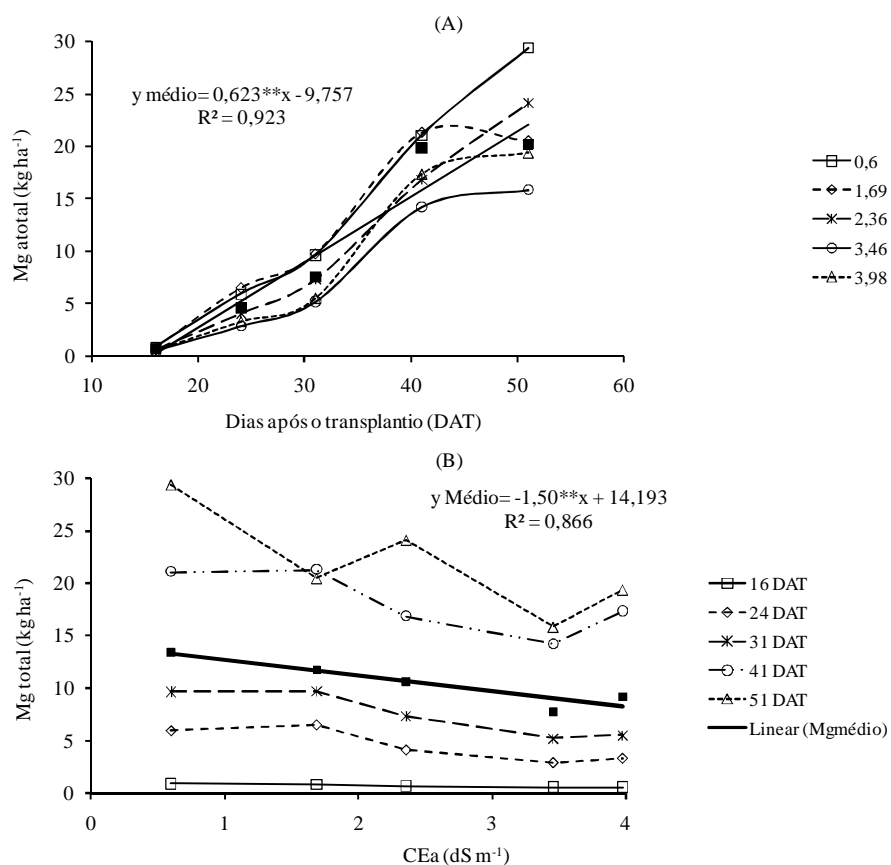 (A)
30
25
20
15
10
5
0
y médio= 0,623**x - 9,757
R² = 0,923
Mg atotal (kg ha⁻¹)
10 20 30 40 50 60
Dias após o transplantio (DAT)
0,6
1,69
2,36
3,46
3,98
(B)
30
25
20
15
10
5
0
y Médio= -1,50**x + 14,193
R² = 0,866
Mg total (kg ha⁻¹)
0 1 2 3 4
CEa (dS m⁻¹)
16 DAT
24 DAT
31 DAT
41 DAT
51 DAT
Linear (Mgmédio)